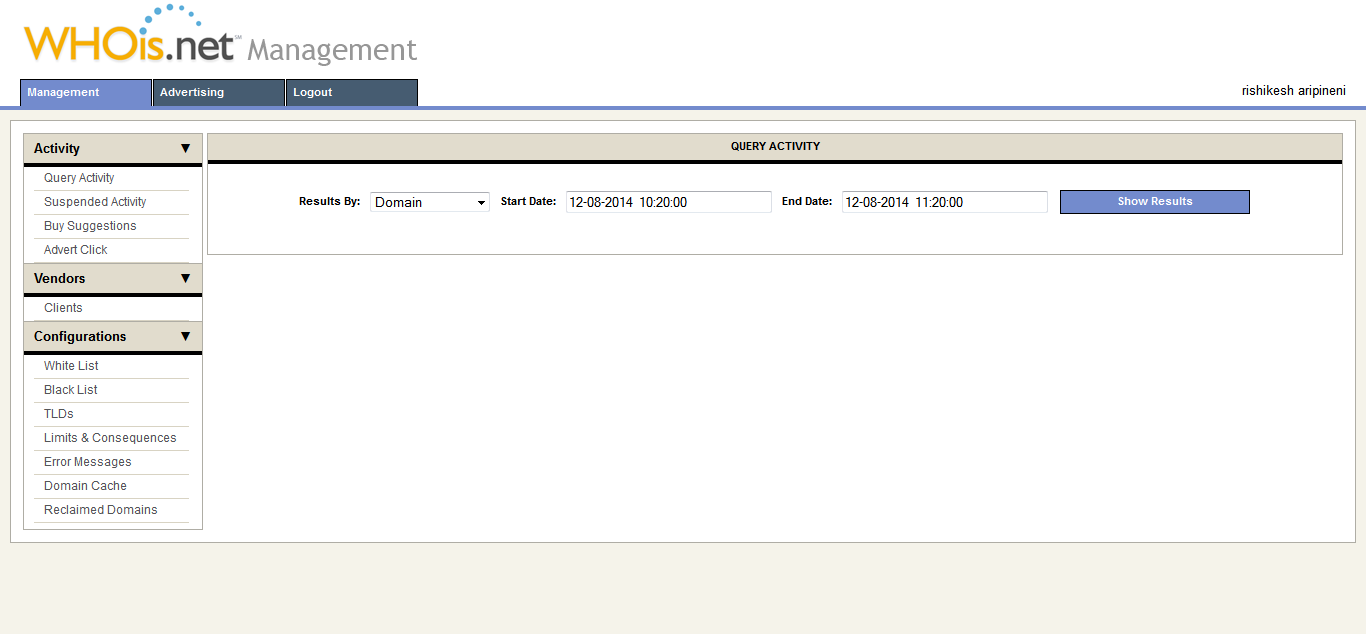 WHOis.net℠ Management
Management Advertising Logout rishikesh aripineni
Activity ▼
Query Activity
Suspended Activity
Buy Suggestions
Advert Click
Vendors ▼
Clients
Configurations ▼
White List
Black List
TLDs
Limits & Consequences
Error Messages
Domain Cache
Reclaimed Domains
QUERY ACTIVITY
Results By: Domain Start Date: 12-08-2014 10:20:00 End Date: 12-08-2014 11:20:00 Show Results